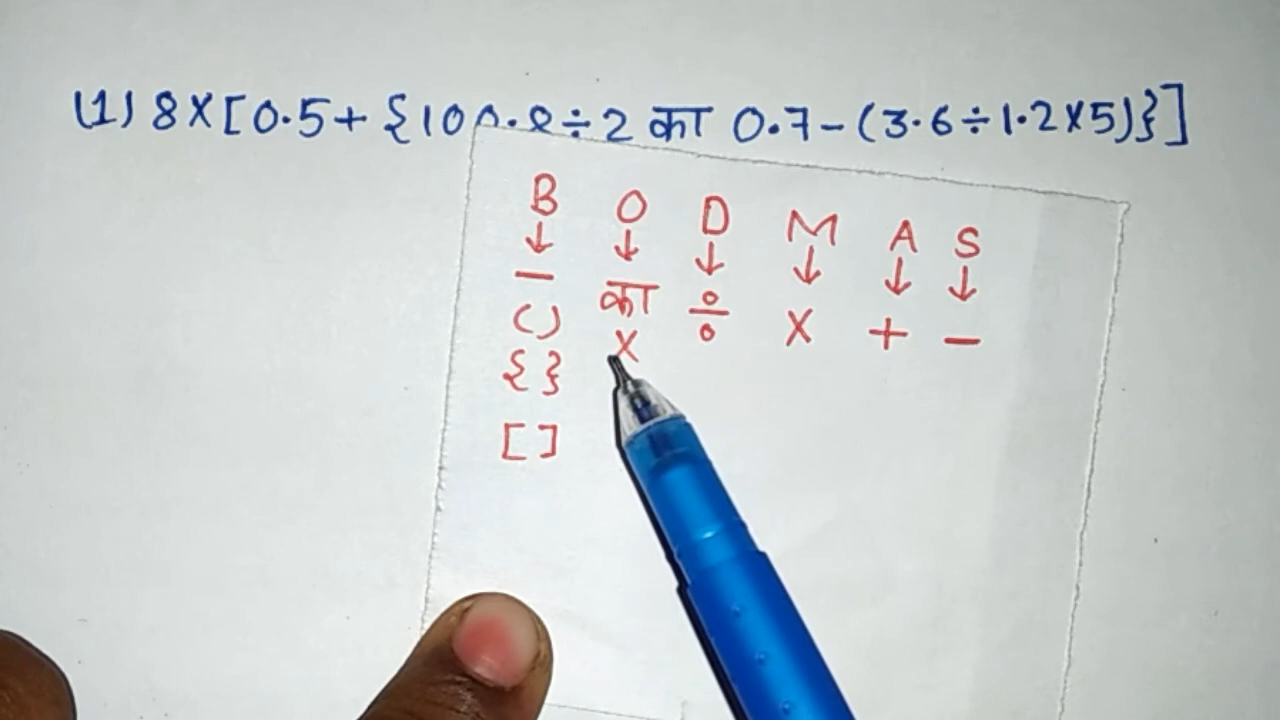 (1) 8×[0.5+{100.8÷2 का 0.7-(3.6÷1.2×5)}]
B O D M A S
↓ ↓ ↓ ↓ ↓ ↓
— का ÷ × + -
( ) ×
{ }
[ ]